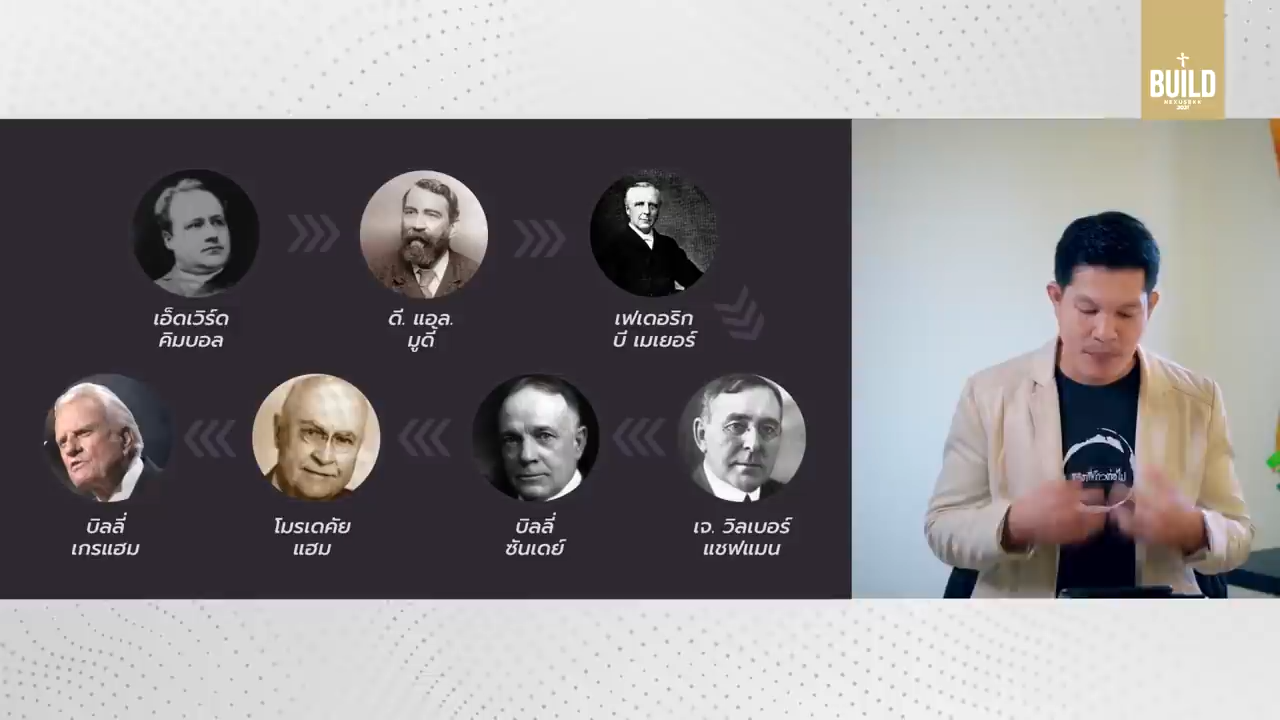 BUILD
NEXUSBKK
2021
เอ็ดเวิร์ด
คิมบอล
ดี. แอล.
มูดี้
เฟเดอริก
บี เมเยอร์
บิลลี่
เกรแฮม
โมรเดคัย
แฮม
บิลลี่
ซันเดย์
เจ. วิลเบอร์
แชฟแมน